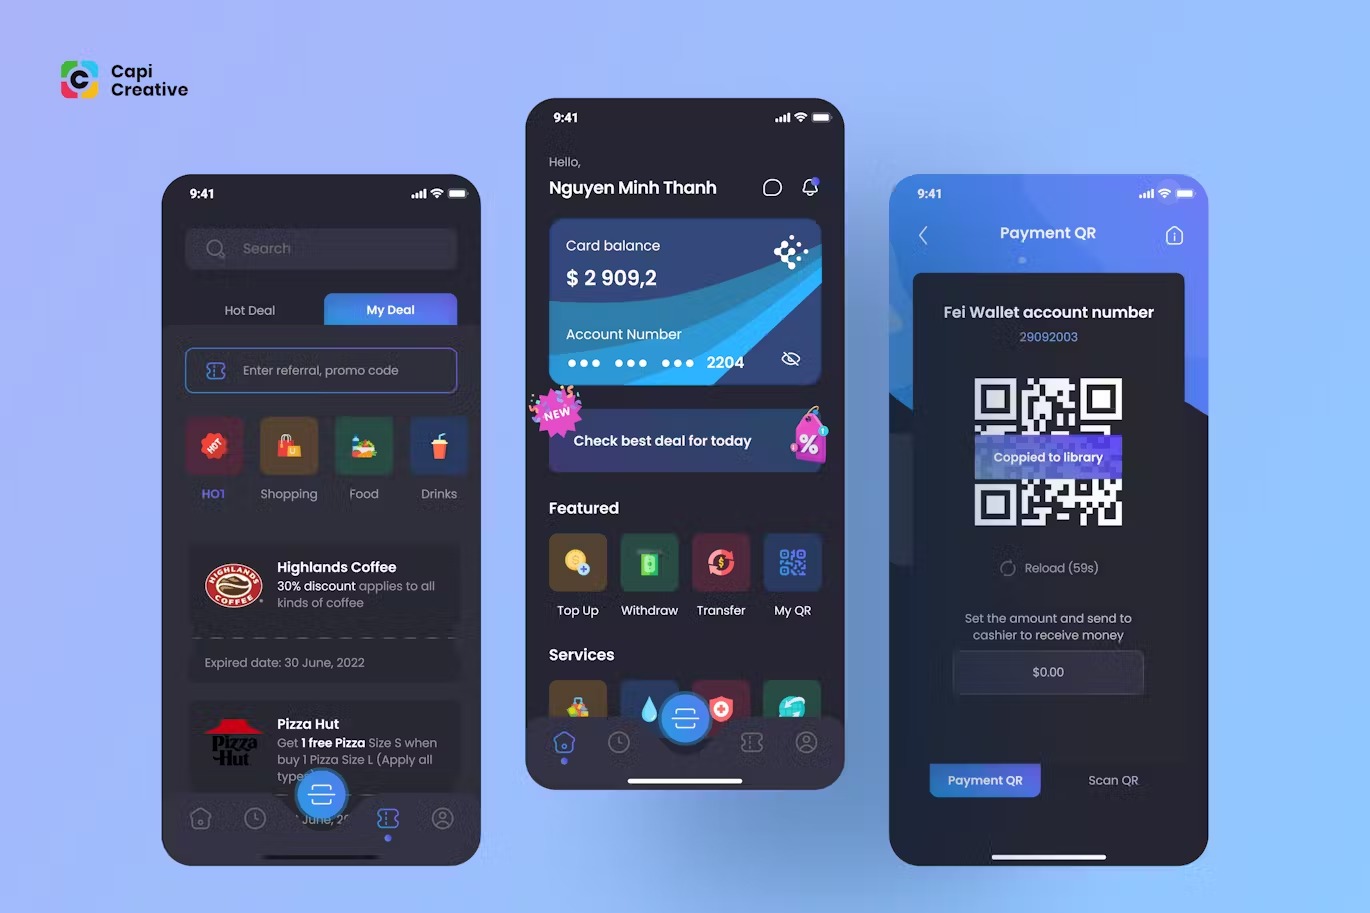 Capi
Creative
9:41
Search
Hot Deal
My Deal
Enter referral, promo code
HOT
HOT
Shopping
Food
Drinks
HIGHLANDS
COFFEE
Highlands Coffee
30% discount applies to all
kinds of coffee
Expired date: 30 June, 2022
Pizza
Hut
Pizza Hut
Get 1 free Pizza Size S when
buy 1 Pizza Size L (Apply all
type
June, 2
9:41
Hello,
Nguyen Minh Thanh
Card balance
$ 2 909,2
Account Number
••• ••• ••• 2204
NEW
Check best deal for today
%
Featured
Top Up
Withdraw
Transfer
My QR
Services
9:41
Payment QR
Fei Wallet account number
29092003
Coppied to library
Reload (59s)
Set the amount and send to
cashier to receive money
$0.00
Payment QR
Scan QR